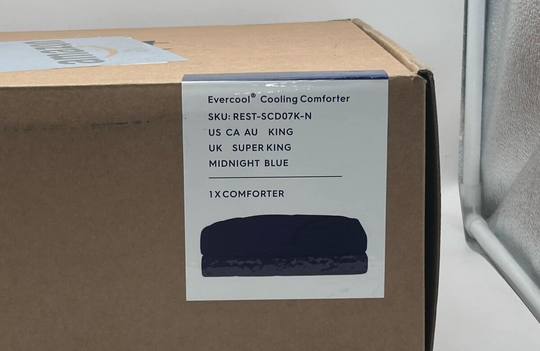 Evercool® Cooling Comforter
SKU: REST-SCD07K-N
US CA AU KING
UK SUPER KING
MIDNIGHT BLUE
1 X COMFORTER